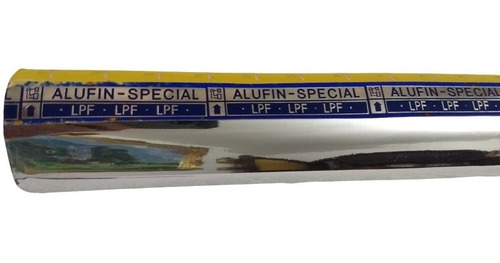 ALUFIN-SPECIAL ALUFIN-SPECIAL ALUFIN-SPECIAL
· LPF · LPF · LPF · · LPF · LPF · LPF · · LPF · LPF · LPF